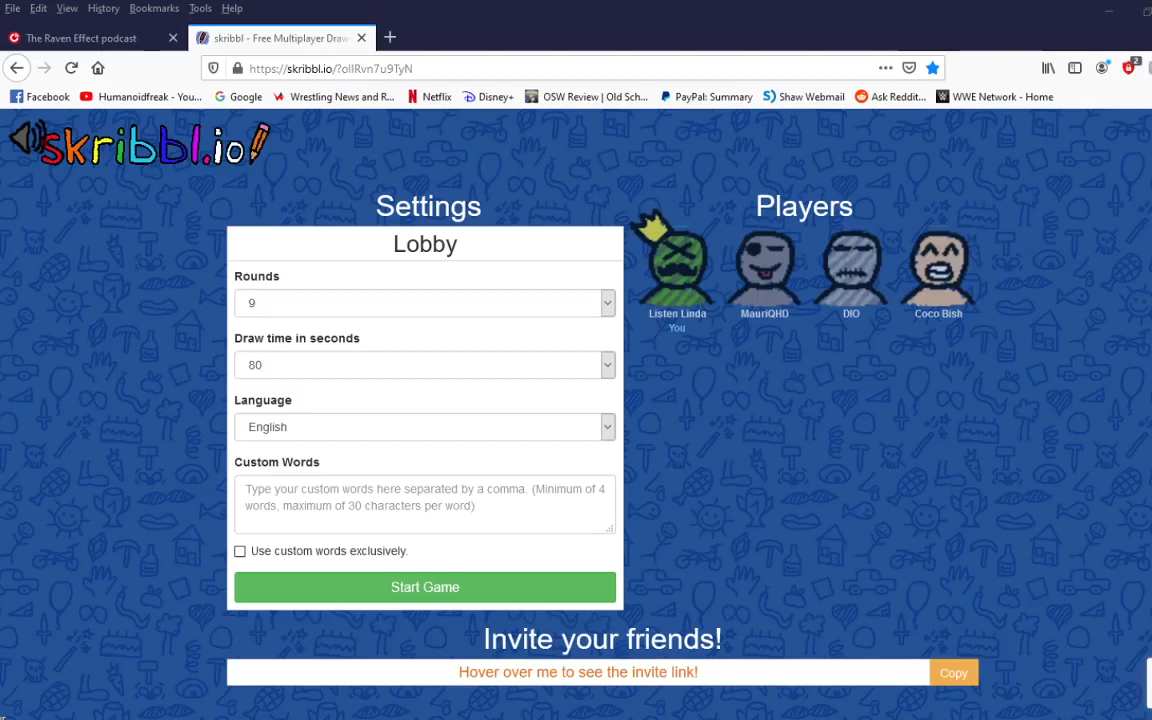 File Edit View History Bookmarks Tools Help
The Raven Effect podcast
skribbl - Free Multiplayer Draw
https://skribbl.io/?olIRvn7u9TyN
2
Facebook Humanoidfreak - You... Google Wrestling News and R... Netflix Disney+ OSW Review | Old Sch... PayPal: Summary Shaw Webmail Ask Reddit... WWE Network - Home
skribbl.io
Settings
Players
Lobby
Rounds
9
Draw time in seconds
80
Language
English
Custom Words
Type your custom words here separated by a comma. (Minimum of 4
words, maximum of 30 characters per word)
Use custom words exclusively.
Start Game
Listen Linda MauriQHD DIO Coco Bish
You
Invite your friends!
Hover over me to see the invite link!
Copy